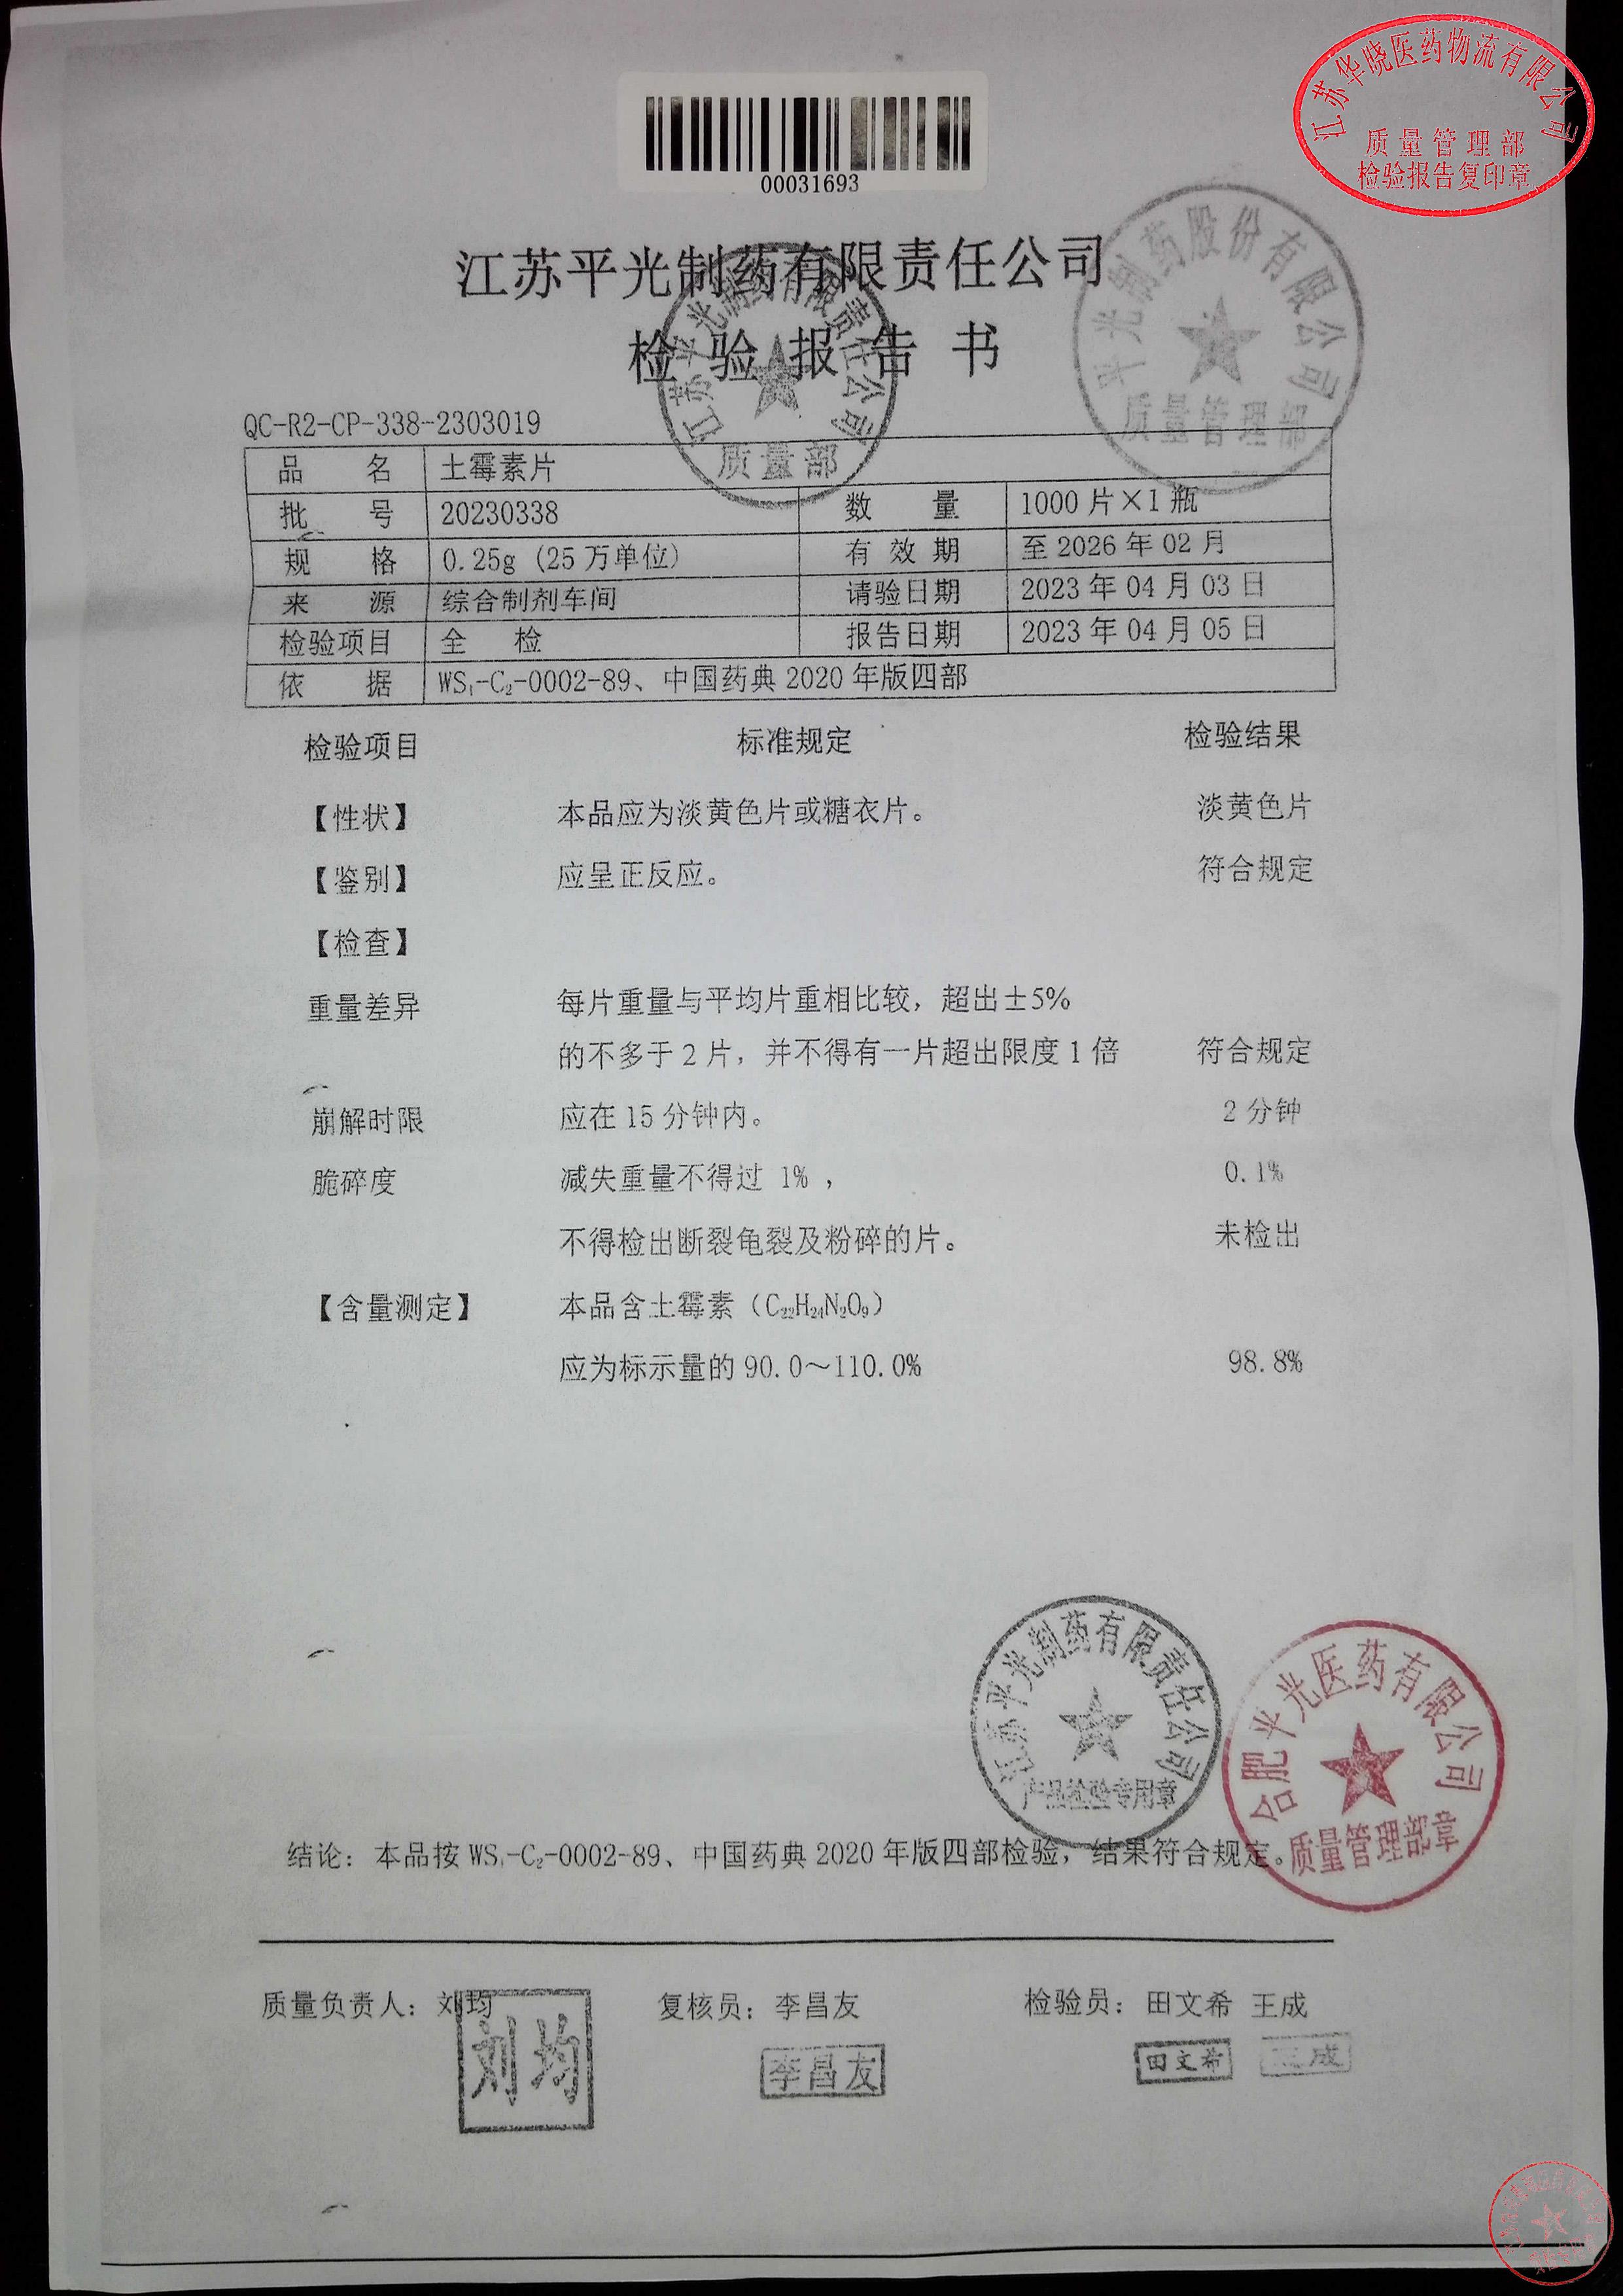 江苏华晓医药物流有限公司
质量管理部
检验报告复印章
00031693
江苏平光制药有限责任公司
检验报告书
平光制药股份有限公司
质量管理部
江苏平光制药有限责任公司
质量部
QC-R2-CP-338-2303019
品名 土霉素片
批号 20230338 数量 1000片×1瓶
规格 0.25g (25万单位) 有效期 至2026年02月
来源 综合制剂车间 请验日期 2023年04月03日
检验项目 全检 报告日期 2023年04月05日
依据 WS₁-C₂-0002-89、中国药典2020年版四部
检验项目 标准规定 检验结果
【性状】 本品应为淡黄色片或糖衣片。 淡黄色片
【鉴别】 应呈正反应。 符合规定
【检查】
重量差异 每片重量与平均片重相比较，超出±5%
的不多于2片，并不得有一片超出限度1倍 符合规定
崩解时限 应在15分钟内。 2分钟
脆碎度 减失重量不得过 1% ， 0.1%
不得检出断裂龟裂及粉碎的片。 未检出
【含量测定】 本品含土霉素（C₂₂H₂₄N₂O₉）
应为标示量的90.0～110.0% 98.8%
江苏平光制药有限责任公司
产品检验专用章
合肥平光医药有限公司
质量管理部章
结论：本品按WS₁-C₂-0002-89、中国药典2020年版四部检验，结果符合规定。
质量负责人：刘均 复核员：李昌友 检验员：田文希 王成
刘均 李昌友 田文希 王成